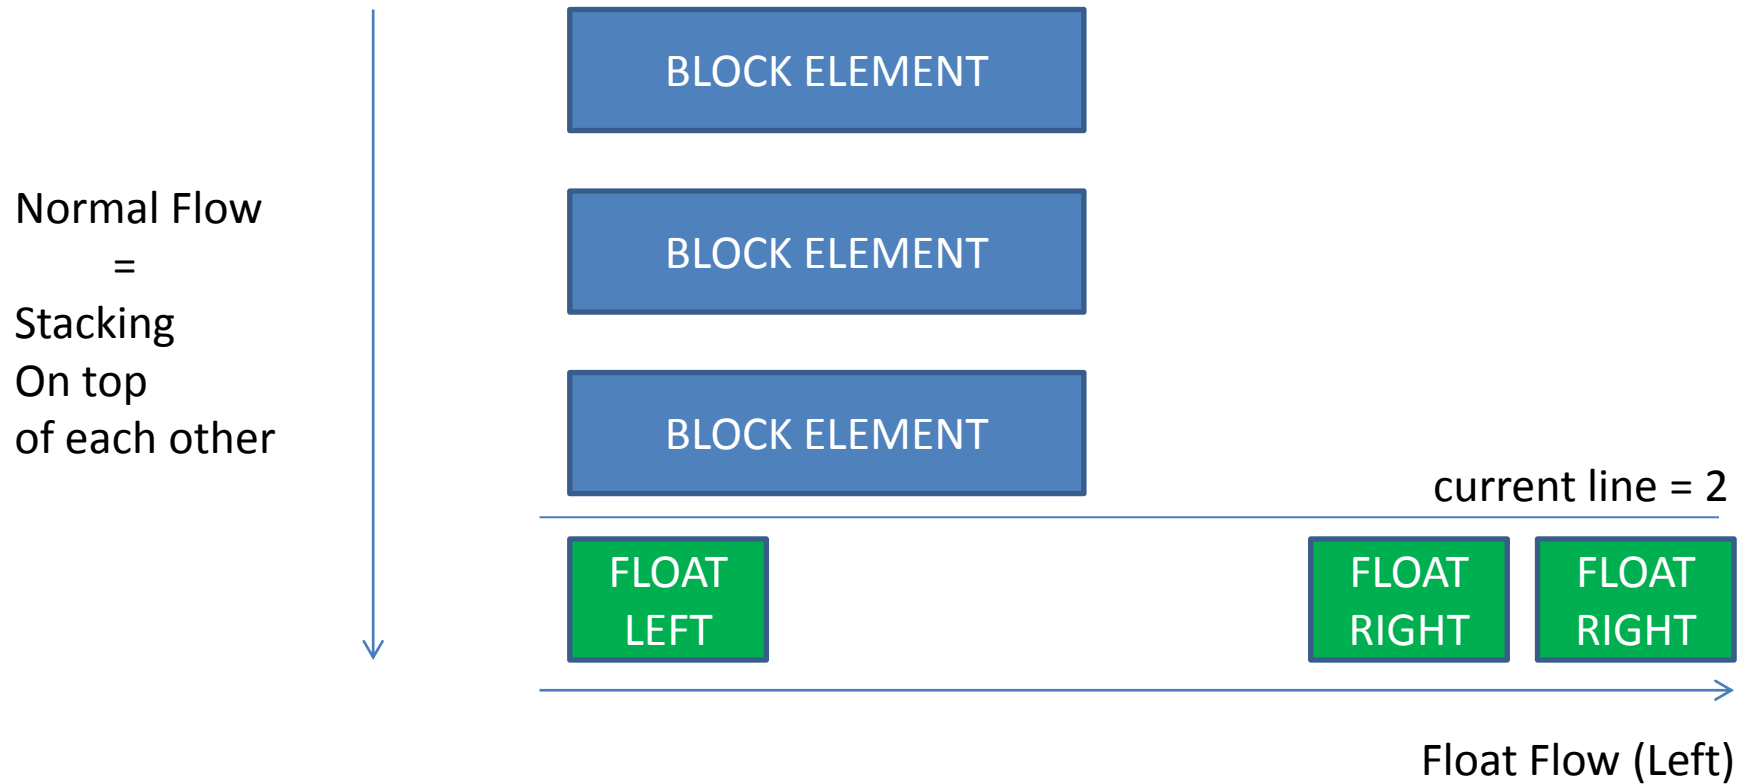 BLOCK ELEMENT
Normal Flow
=
Stacking
On top
of each other
BLOCK ELEMENT
BLOCK ELEMENT
current line = 2
FLOAT
LEFT
FLOAT
RIGHT
FLOAT
RIGHT
Float Flow (Left)